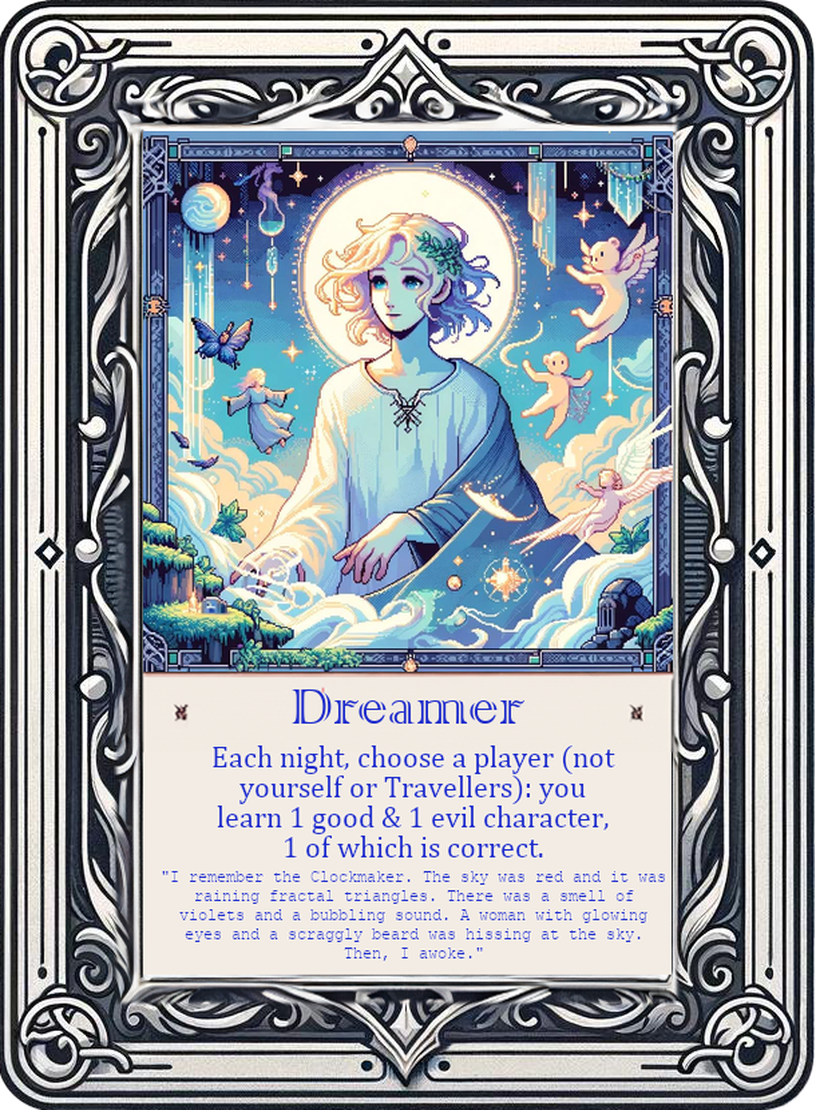 Dreamer
Each night, choose a player (not
yourself or Travellers): you
learn 1 good & 1 evil character,
1 of which is correct.
"I remember the Clockmaker. The sky was red and it was
raining fractal triangles. There was a smell of
violets and a bubbling sound. A woman with glowing
eyes and a scraggly beard was hissing at the sky.
Then, I awoke."